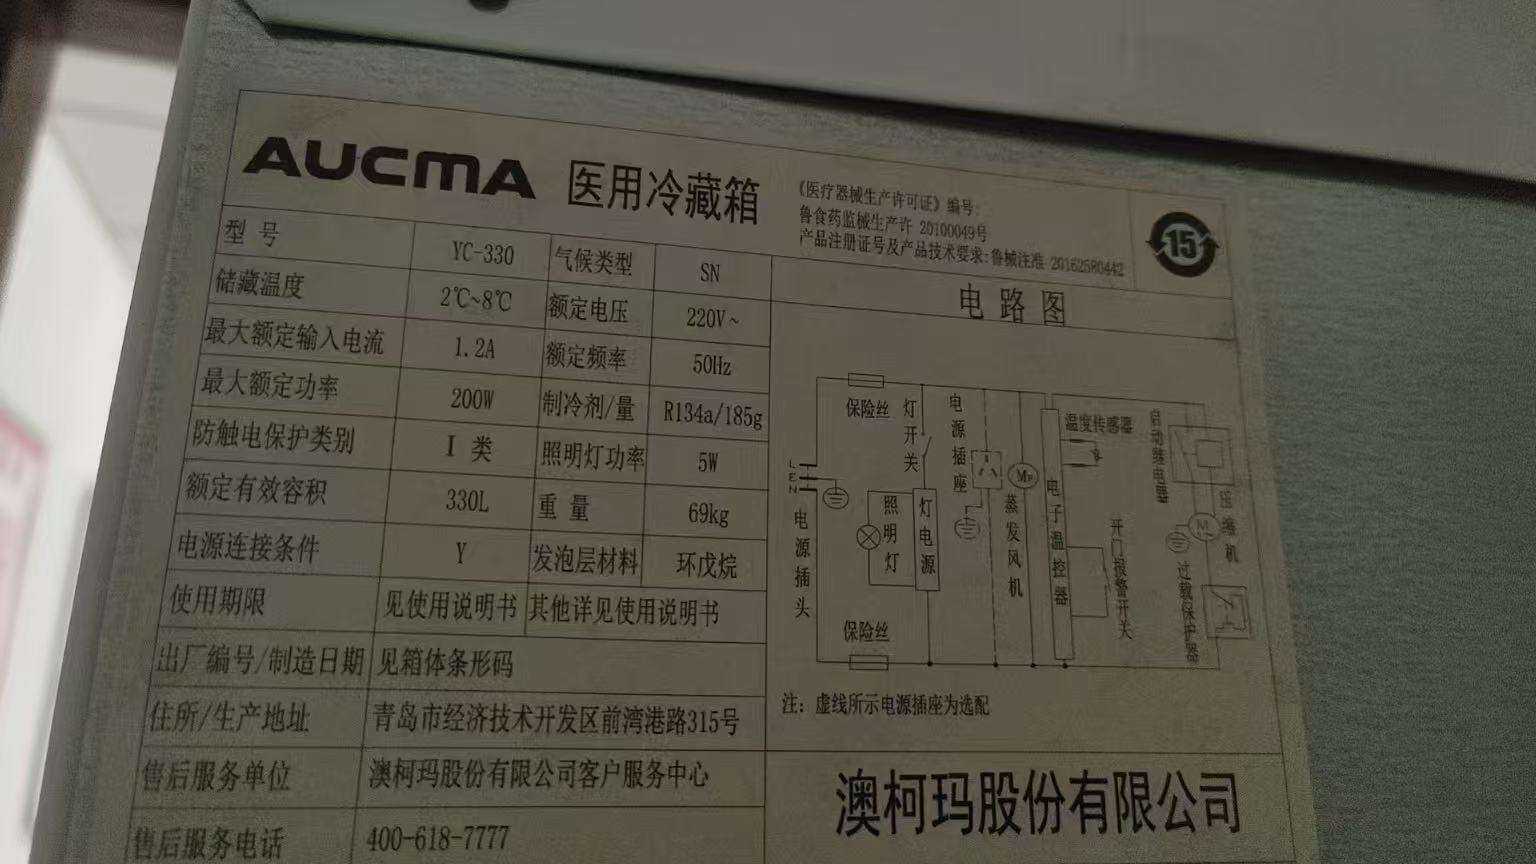 AUCMA 医用冷藏箱
《医疗器械生产许可证》编号:
鲁食药监械生产许 20100049号
产品注册证号及产品技术要求:鲁械注准 20162580442
15
型 号 YC-330 气候类型 SN
储藏温度 2℃~8℃ 额定电压 220V~
最大额定输入电流 1.2A 额定频率 50Hz
最大额定功率 200W 制冷剂/量 R134a/185g
防触电保护类别 I 类 照明灯功率 5W
额定有效容积 330L 重 量 69kg
电源连接条件 Y 发泡层材料 环戊烷
使用期限 见使用说明书 其他详见使用说明书
出厂编号/制造日期 见箱体条形码
住所/生产地址 青岛市经济技术开发区前湾港路315号
售后服务单位 澳柯玛股份有限公司客户服务中心
售后服务电话 400-618-7777
电路图
保险丝
灯开关
电源插座
温度传感器
启动继电器
L
E
N
电源插头
照明灯
灯电源
MF
蒸发风机
电子温控器
开门报警开关
M
压缩机
过载保护器
保险丝
注: 虚线所示电源插座为选配
澳柯玛股份有限公司